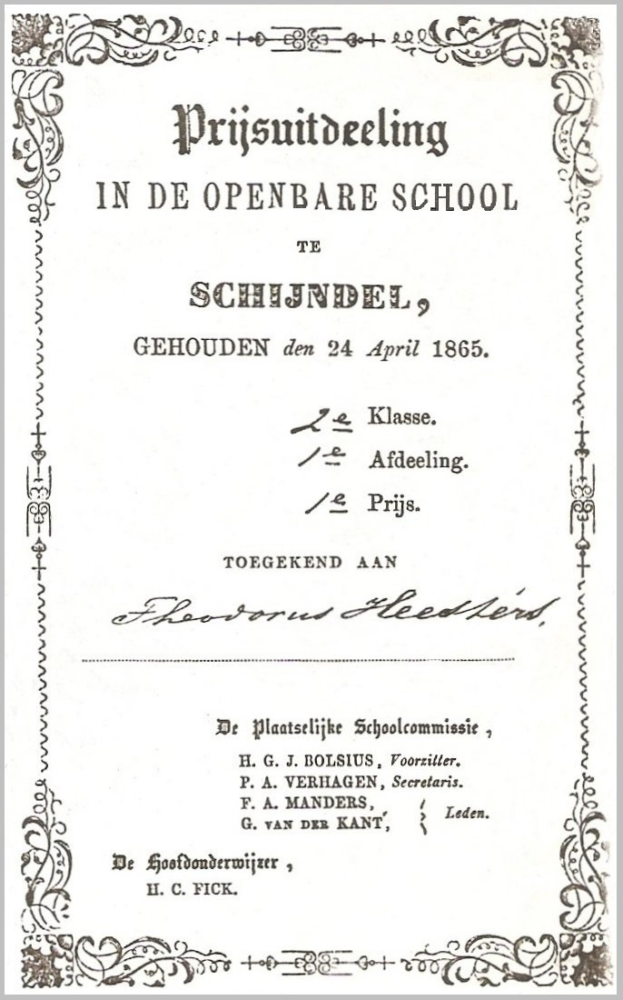 Prijsuitdeeling
IN DE OPENBARE SCHOOL
TE
SCHIJNDEL,
GEHOUDEN den 24 April 1865.
2e Klasse.
1e Afdeeling.
1e Prijs.
TOEGEKEND AAN
Theodorus Heesters.
De Plaatselijke Schoolcommissie,
H. G. J. BOLSIUS, Voorzitter.
P. A. VERHAGEN, Secretaris.
F. A. MANDERS,
G. VAN DER KANT, } Leden.
De Hoofdonderwijzer,
H. C. FICK.